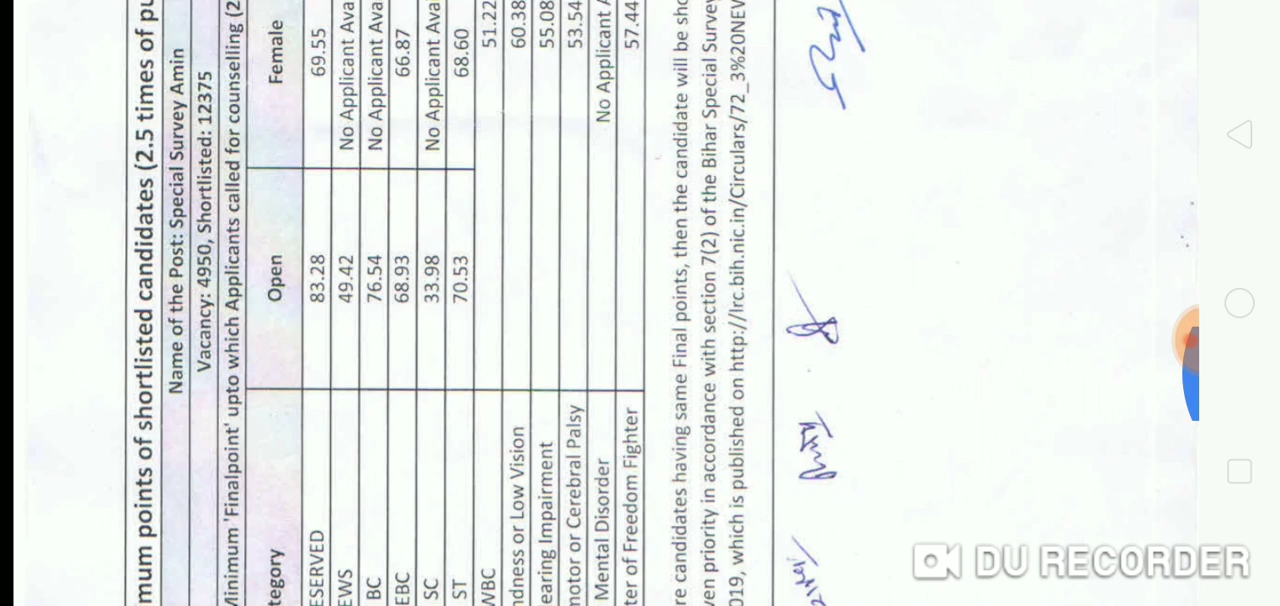 mum points of shortlisted candidates (2.5 times of pu
Name of the Post: Special Survey Amin
Vacancy: 4950, Shortlisted: 12375
Minimum 'Finalpoint' upto which Applicants called for counselling (2
tegory Open Female
ESERVED 83.28 69.55
EWS 49.42 No Applicant Ava
BC 76.54 No Applicant Ava
EBC 68.93 66.87
SC 33.98 No Applicant Avai
ST 70.53 68.60
WBC 51.22
ndness or Low Vision 60.38
earing Impairment 55.08
motor or Cerebral Palsy 53.54
Mental Disorder No Applicant A
ter of Freedom Fighter 57.44
re candidates having same Final points, then the candidate will be sho
ven priority in accordance with section 7(2) of the Bihar Special Survey
019, which is published on http://lrc.bih.nic.in/Circulars/72_3%20NEV
DU RECORDER